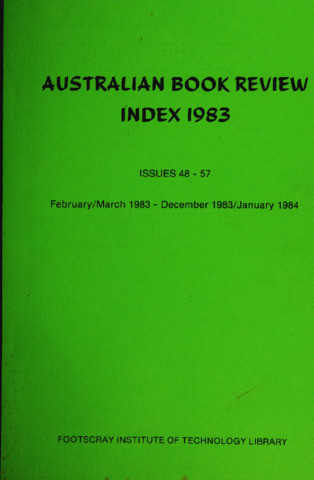 AUSTRALIAN BOOK REVIEW
INDEX 1983
ISSUES 48 - 57
February/March 1983 - December 1983/January 1984
FOOTSCRAY INSTITUTE OF TECHNOLOGY LIBRARY